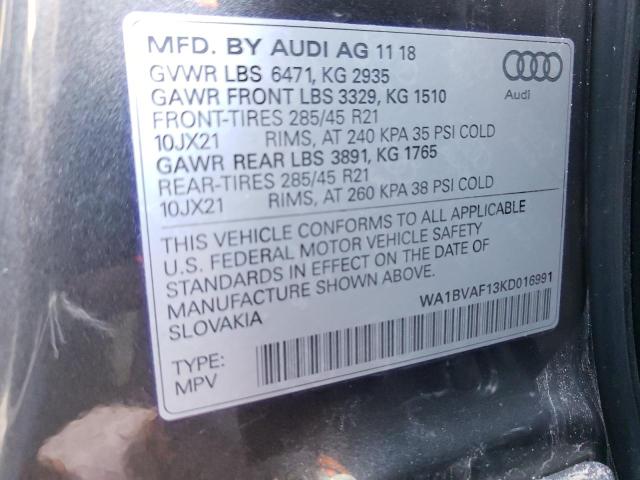 MFD. BY AUDI AG 11 18
GVWR LBS 6471, KG 2935
GAWR FRONT LBS 3329, KG 1510
FRONT-TIRES 285/45 R21
10JX21 RIMS, AT 240 KPA 35 PSI COLD
GAWR REAR LBS 3891, KG 1765
REAR-TIRES 285/45 R21
10JX21 RIMS, AT 260 KPA 38 PSI COLD
Audi
THIS VEHICLE CONFORMS TO ALL APPLICABLE
U.S. FEDERAL MOTOR VEHICLE SAFETY
STANDARDS IN EFFECT ON THE DATE OF
MANUFACTURE SHOWN ABOVE.
SLOVAKIA
WA1BVAF13KD016991
TYPE:
MPV